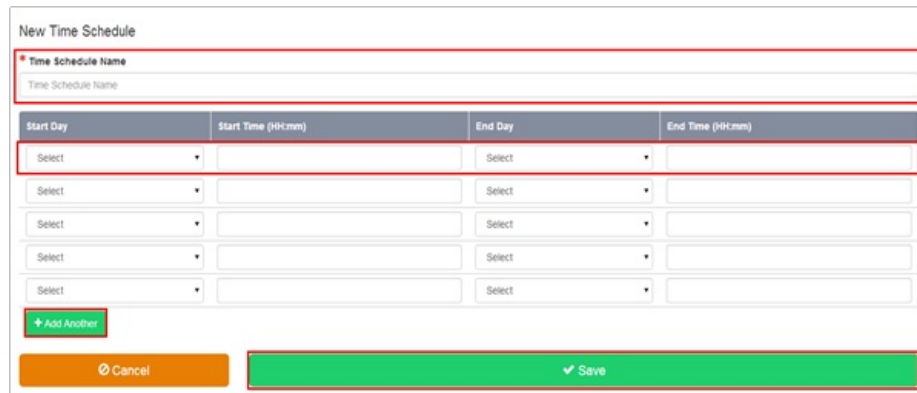 New Time Schedule
* Time Schedule Name
Time Schedule Name
Start Day Start Time (HH:mm) End Day End Time (HH:mm)
Select Select
Select Select
Select Select
Select Select
Select Select
+ Add Another
Cancel Save